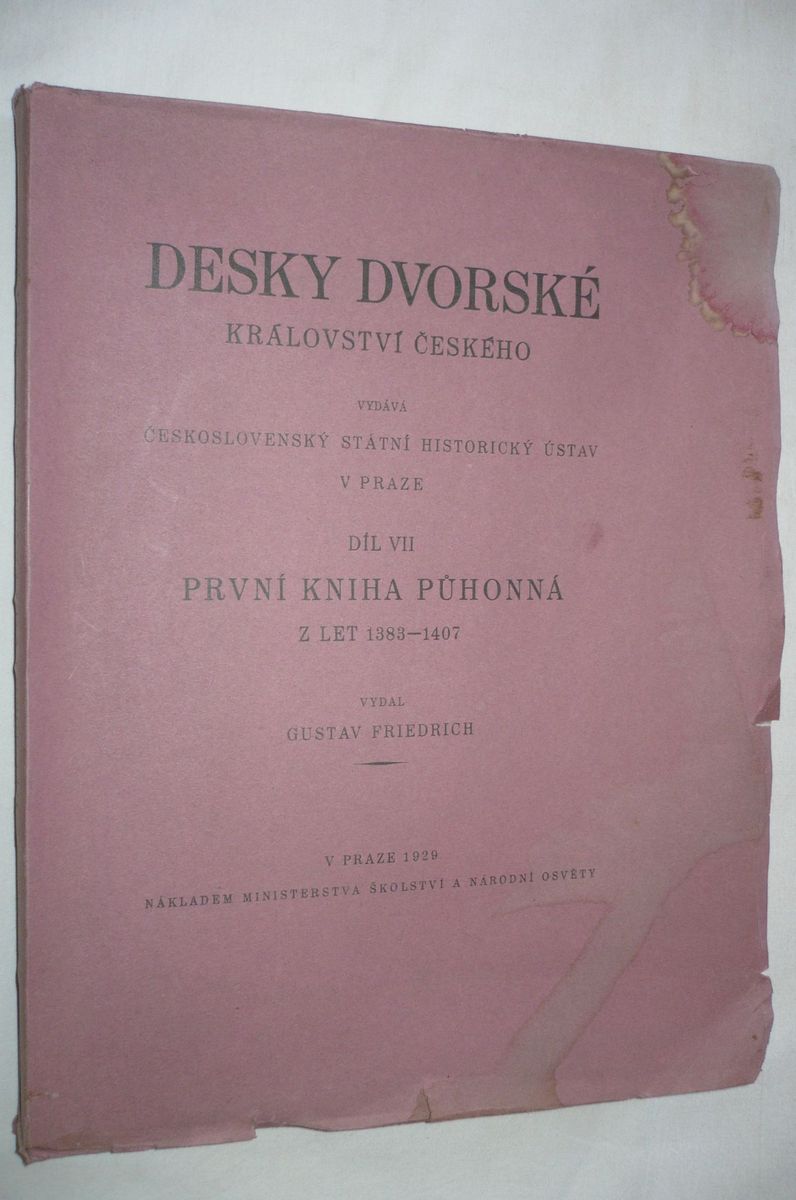 DESKY DVORSKÉ
KRÁLOVSTVÍ ČESKÉHO
VYDÁVÁ
ČESKOSLOVENSKÝ STÁTNÍ HISTORICKÝ ÚSTAV
V PRAZE
DÍL VII
PRVNÍ KNIHA PŮHONNÁ
Z LET 1383—1407
VYDAL
GUSTAV FRIEDRICH
V PRAZE 1929
NÁKLADEM MINISTERSTVA ŠKOLSTVÍ A NÁRODNÍ OSVĚTY